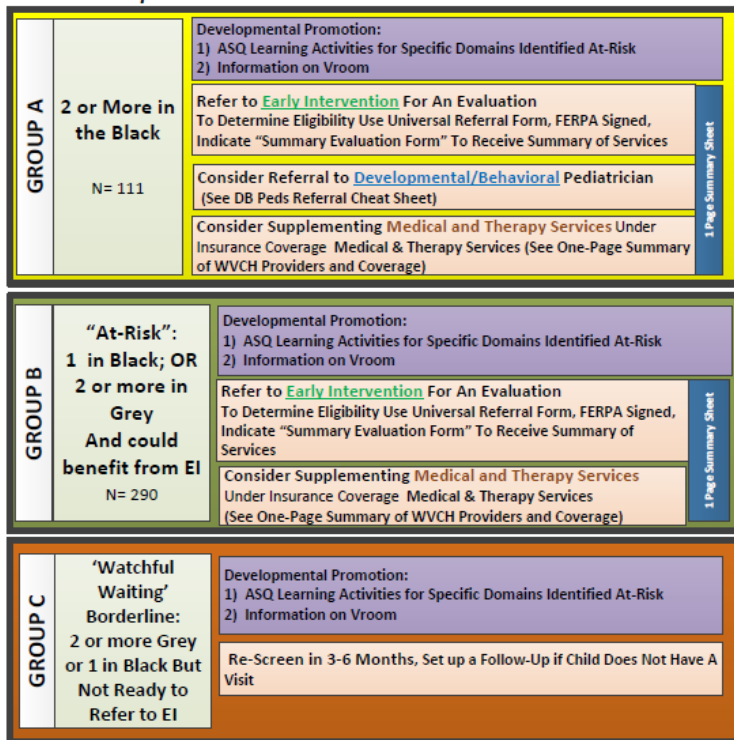 GROUP A
2 or More in
the Black
N= 111
Developmental Promotion:
1) ASQ Learning Activities for Specific Domains Identified At-Risk
2) Information on Vroom
Refer to Early Intervention For An Evaluation
To Determine Eligibility Use Universal Referral Form, FERPA Signed,
Indicate “Summary Evaluation Form” To Receive Summary of Services
Consider Referral to Developmental/Behavioral Pediatrician
(See DB Peds Referral Cheat Sheet)
Consider Supplementing Medical and Therapy Services Under
Insurance Coverage Medical & Therapy Services (See One-Page Summary
of WVCH Providers and Coverage)
1 Page Summary Sheet
GROUP B
“At-Risk”:
1 in Black; OR
2 or more in
Grey
And could
benefit from EI
N= 290
Developmental Promotion:
1) ASQ Learning Activities for Specific Domains Identified At-Risk
2) Information on Vroom
Refer to Early Intervention For An Evaluation
To Determine Eligibility Use Universal Referral Form, FERPA Signed,
Indicate “Summary Evaluation Form” To Receive Summary of
Services
Consider Supplementing Medical and Therapy Services
Under Insurance Coverage Medical & Therapy Services
(See One-Page Summary of WVCH Providers and Coverage)
1 Page Summary Sheet
GROUP C
‘Watchful
Waiting’
Borderline:
2 or more Grey
or 1 in Black But
Not Ready to
Refer to EI
Developmental Promotion:
1) ASQ Learning Activities for Specific Domains Identified At-Risk
2) Information on Vroom
Re-Screen in 3-6 Months, Set up a Follow-Up if Child Does Not Have A
Visit